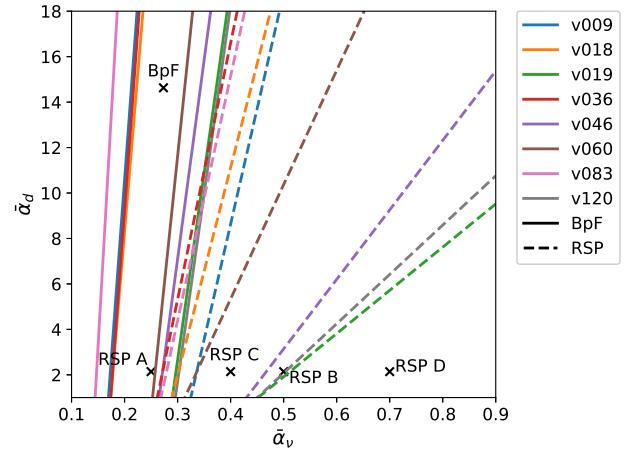 18
16
14
12
10
8
6
4
2
ᾱ_d
BpF
RSP A
RSP C
RSP B
RSP D
0.1 0.2 0.3 0.4 0.5 0.6 0.7 0.8 0.9
ᾱ_ν
v009
v018
v019
v036
v046
v060
v083
v120
BpF
RSP